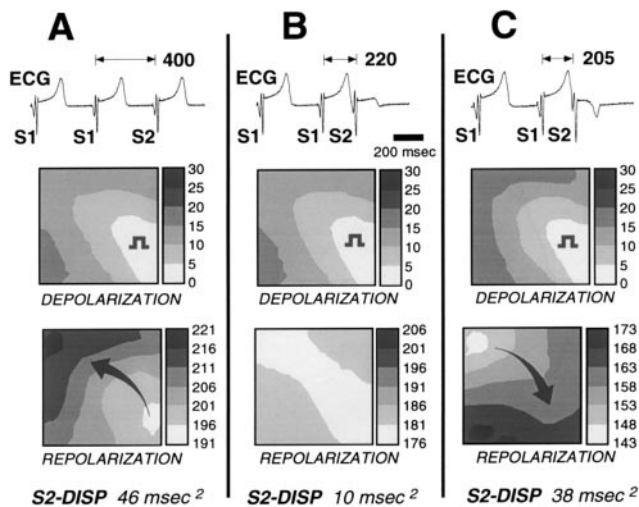 A
400
ECG
S1 S1 S2
30
25
20
15
10
5
0
DEPOLARIZATION
221
216
211
206
201
196
191
REPOLARIZATION
S2-DISP 46 msec 2
B
220
ECG
S1 S1 S2
200 msec
30
25
20
15
10
5
0
DEPOLARIZATION
206
201
196
191
186
181
176
REPOLARIZATION
S2-DISP 10 msec 2
C
205
ECG
S1 S1 S2
30
25
20
15
10
5
0
DEPOLARIZATION
173
168
163
158
153
148
143
REPOLARIZATION
S2-DISP 38 msec 2